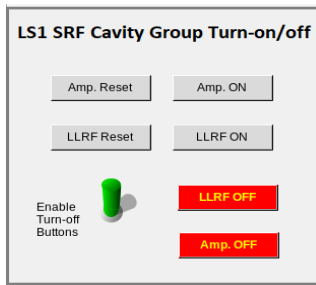 LS1 SRF Cavity Group Turn-on/off
Amp. Reset
Amp. ON
LLRF Reset
LLRF ON
Enable
Turn-off
Buttons
LLRF OFF
Amp. OFF